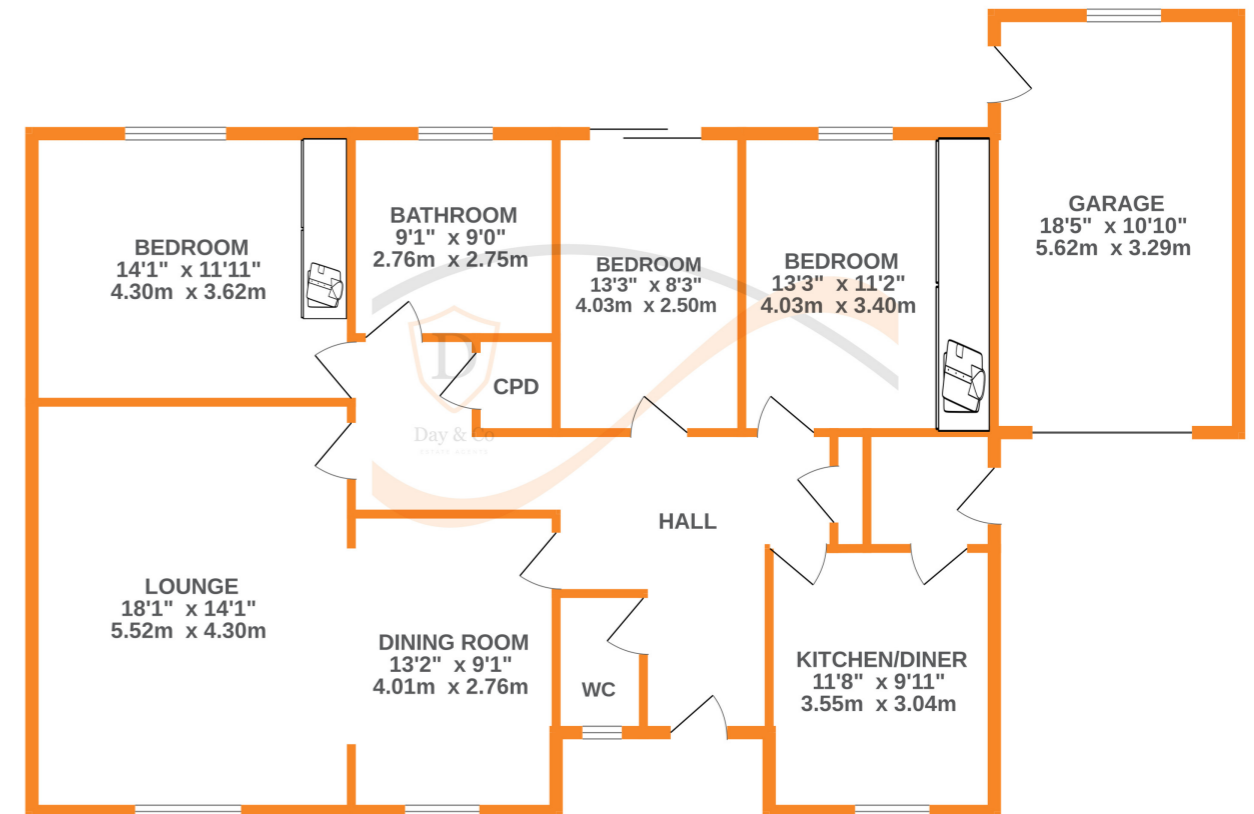 BEDROOM
14'1" x 11'11"
4.30m x 3.62m
BATHROOM
9'1" x 9'0"
2.76m x 2.75m
BEDROOM
13'3" x 8'3"
4.03m x 2.50m
BEDROOM
13'3" x 11'2"
4.03m x 3.40m
GARAGE
18'5" x 10'10"
5.62m x 3.29m
CPD
D
Day & Co
ESTATE AGENTS
HALL
LOUNGE
18'1" x 14'1"
5.52m x 4.30m
DINING ROOM
13'2" x 9'1"
4.01m x 2.76m
WC
KITCHEN/DINER
11'8" x 9'11"
3.55m x 3.04m